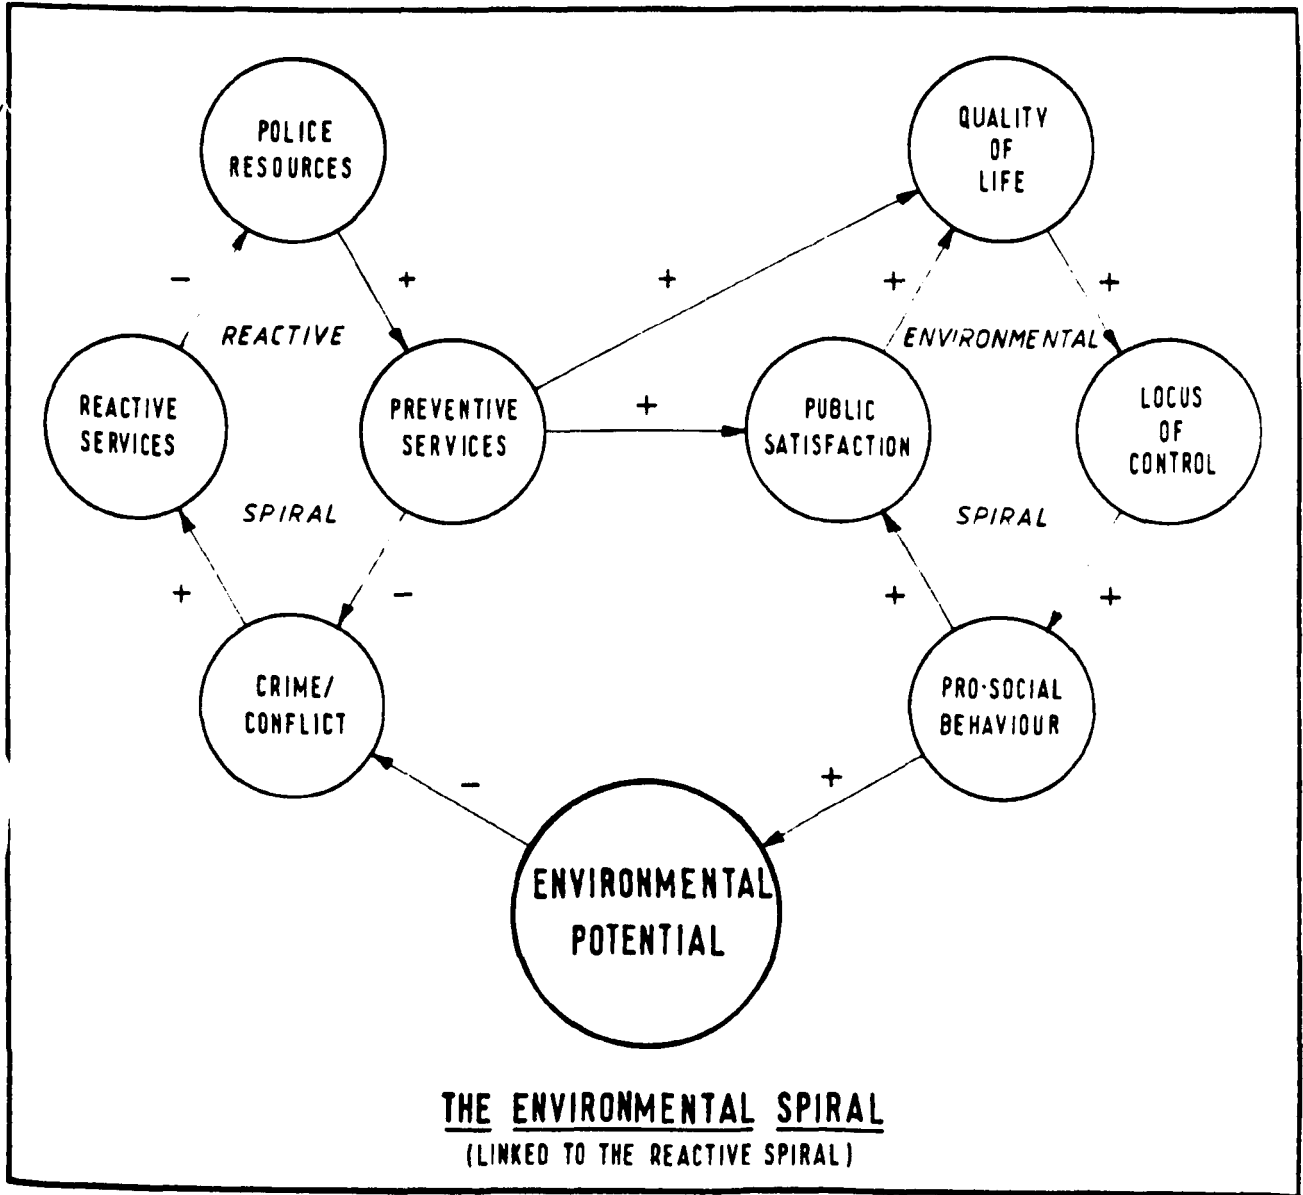 POLICE
RESOURCES
QUALITY
OF
LIFE
-
+
+
+
+
REACTIVE
ENVIRONMENTAL
REACTIVE
SERVICES
PREVENTIVE
SERVICES
+
PUBLIC
SATISFACTION
LOCUS
OF
CONTROL
SPIRAL
SPIRAL
+
-
+
+
CRIME/
CONFLICT
PRO-SOCIAL
BEHAVIOUR
-
+
ENVIRONMENTAL
POTENTIAL
THE ENVIRONMENTAL SPIRAL
(LINKED TO THE REACTIVE SPIRAL)